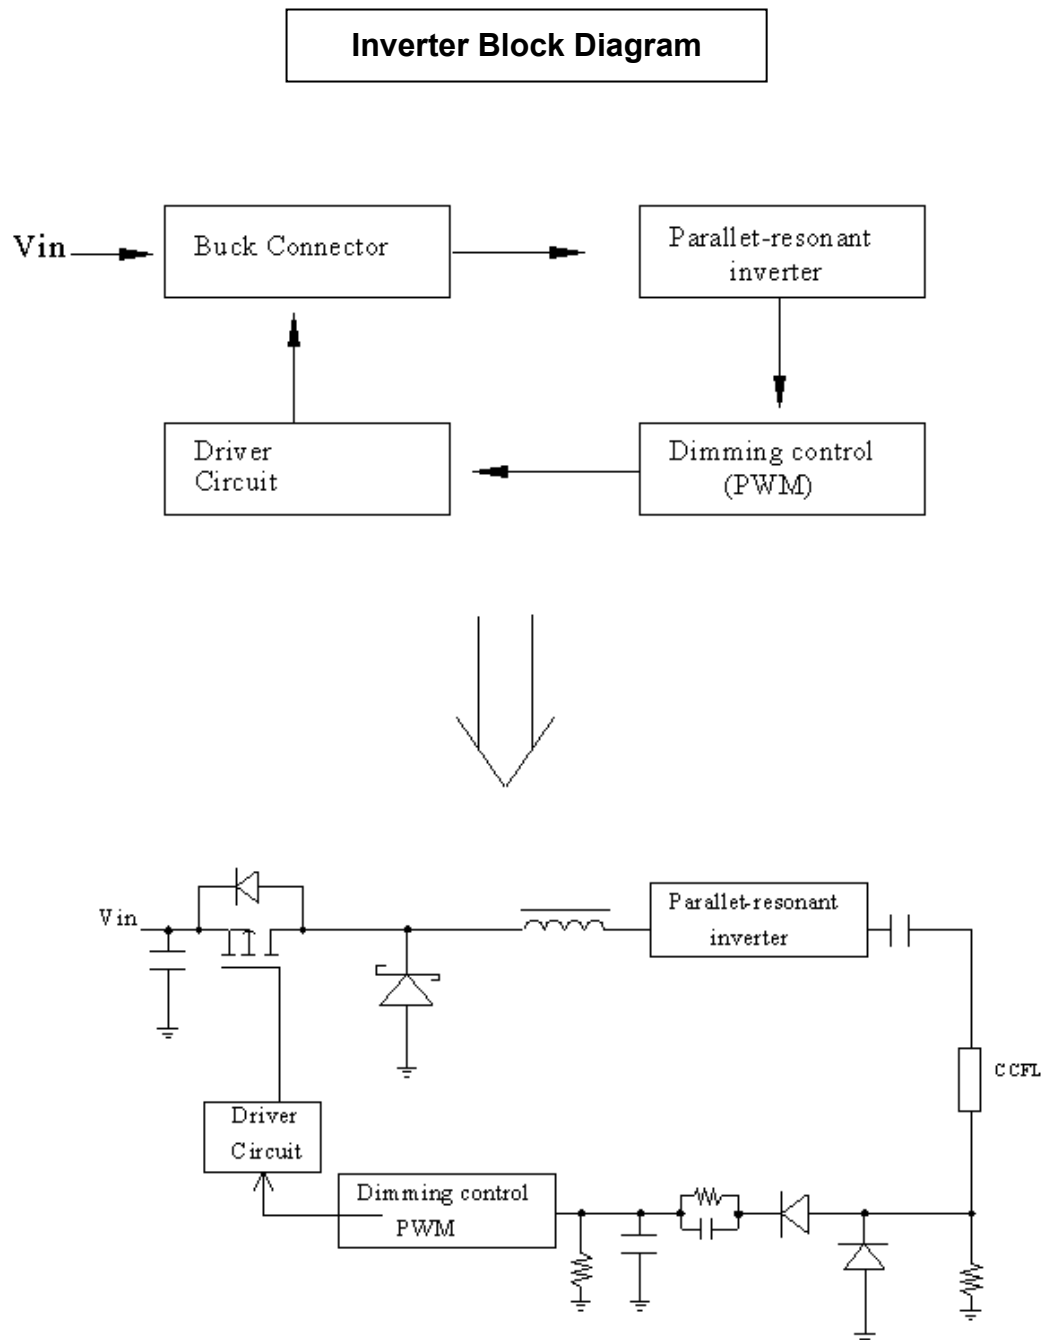 Inverter Block Diagram
Vin
Buck Connector
Parallet-resonant
inverter
Driver
Circuit
Dimming control
(PWM)
Vin
Parallet-resonant
inverter
CCFL
Driver
Circuit
Dimming control
PWM